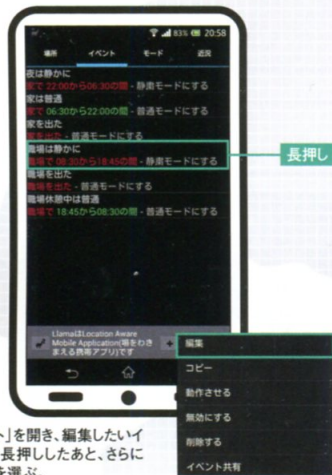 83% 20:58
場所 イベント モード 近況
夜は静かに
家で 22:00から06:30の間 - 静粛モードにする
家は普通
家で 06:30から22:00の間 - 普通モードにする
家を出た
家を出た - 普通モードにする
職場は静かに
職場で 08:30から18:45の間 - 静粛モードにする
職場を出た
職場を出た - 普通モードにする
職場休憩中は普通
職場で 18:45から08:30の間 - 普通モードにする
長押し
LlamaはLocation Aware
Mobile Application(場をわき
まえる携帯アプリ)です
編集
コピー
動作させる
無効にする
削除する
イベント共有
ト」を開き、編集したいイ
長押ししたあと、さらに
を選ぶ。